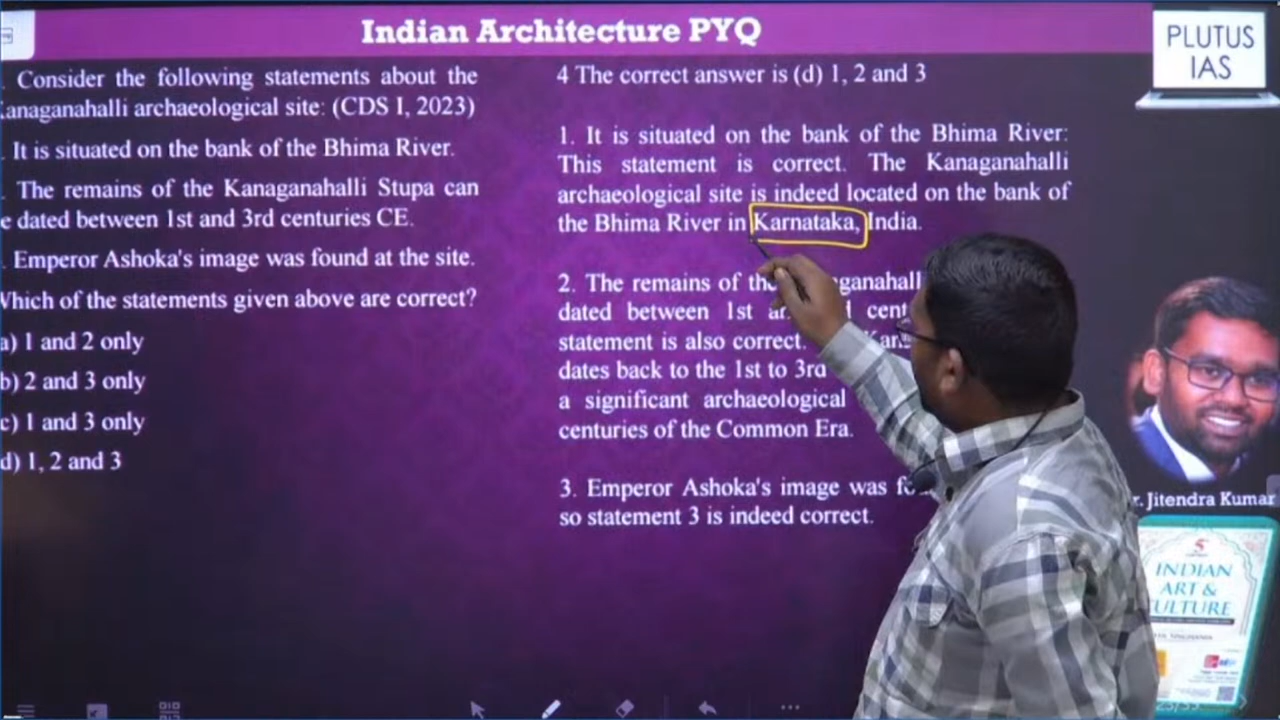 Indian Architecture PYQ
PLUTUS
IAS
Consider the following statements about the
anaganahalli archaeological site: (CDS I, 2023)
It is situated on the bank of the Bhima River.
The remains of the Kanaganahalli Stupa can
e dated between 1st and 3rd centuries CE.
Emperor Ashoka's image was found at the site.
Which of the statements given above are correct?
a) 1 and 2 only
b) 2 and 3 only
c) 1 and 3 only
d) 1, 2 and 3
4 The correct answer is (d) 1, 2 and 3
1. It is situated on the bank of the Bhima River:
This statement is correct. The Kanaganahalli
archaeological site is indeed located on the bank of
the Bhima River in Karnataka, India.
2. The remains of the ganahall
dated between 1st cent
statement is also correct.
dates back to the 1st to 3rd
a significant archaeological
centuries of the Common Era.
3. Emperor Ashoka's image was
so statement 3 is indeed correct.
r. Jitendra Kumar
INDIAN
ART &
ULTURE